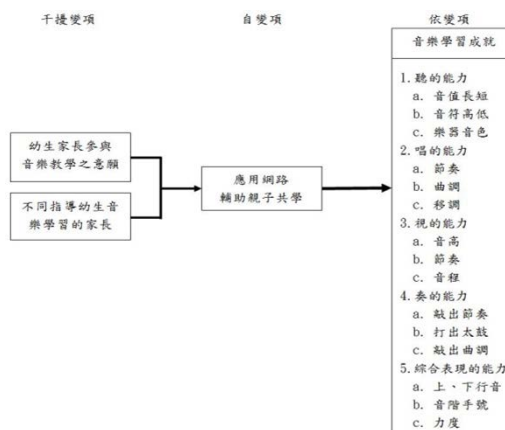 干擾變項
自變項
依變項
幼生家長參與
音樂教學之意願
不同指導幼生音
樂學習的家長
應用網路
輔助親子共學
音樂學習成就
1.聽的能力
a. 音值長短
b. 音符高低
c. 樂器音色
2.唱的能力
a. 節奏
b. 曲調
c. 移調
3.視的能力
a. 音高
b. 節奏
c. 音程
4.奏的能力
a. 敲出節奏
b. 打出太鼓
c. 敲出曲調
5.綜合表現的能力
a. 上、下行音
b. 音階手號
c. 力度